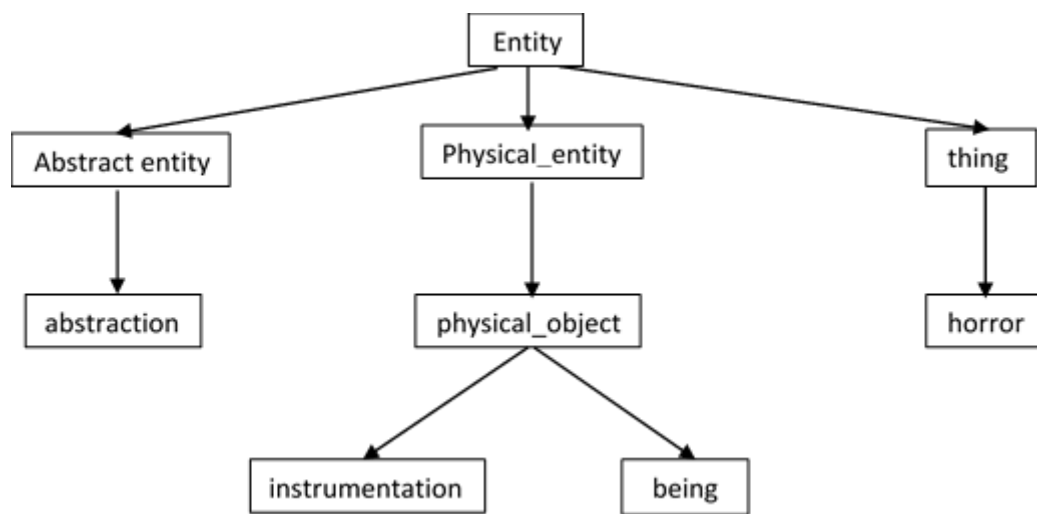 Entity
Abstract entity
Physical_entity
thing
abstraction
physical_object
horror
instrumentation
being